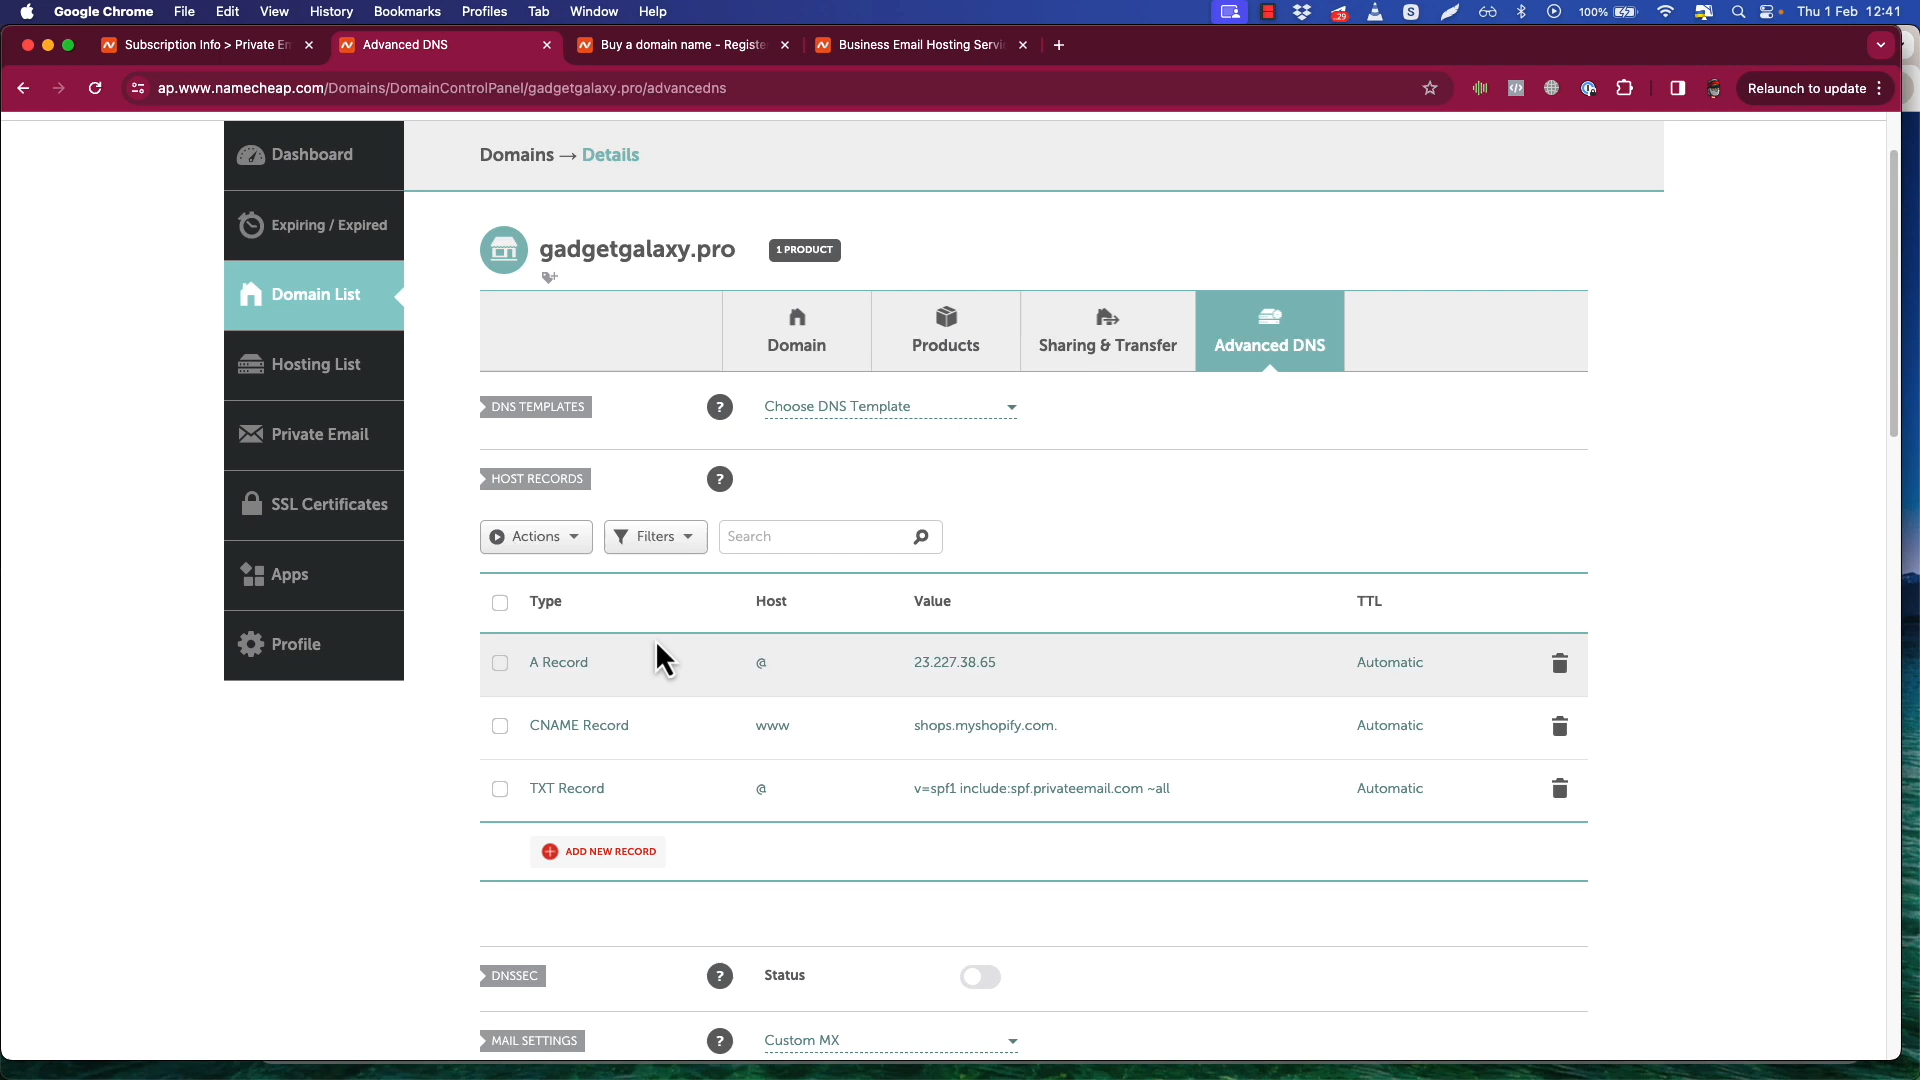 Google Chrome File Edit View History Bookmarks Profiles Tab Window Help 29 S 100% Thu 1 Feb 12:41
Subscription Info > Private Em Advanced DNS Buy a domain name - Registe Business Email Hosting Servi
ap.www.namecheap.com/Domains/DomainControlPanel/gadgetgalaxy.pro/advancedns Relaunch to update
Dashboard
Expiring / Expired
Domain List
Hosting List
Private Email
SSL Certificates
Apps
Profile
Domains → Details
gadgetgalaxy.pro 1 PRODUCT
Domain Products Sharing & Transfer Advanced DNS
DNS TEMPLATES ? Choose DNS Template
HOST RECORDS ?
Actions Filters Search
Type Host Value TTL
A Record @ 23.227.38.65 Automatic
CNAME Record www shops.myshopify.com. Automatic
TXT Record @ v=spf1 include:spf.privateemail.com ~all Automatic
ADD NEW RECORD
DNSSEC ? Status
MAIL SETTINGS ? Custom MX